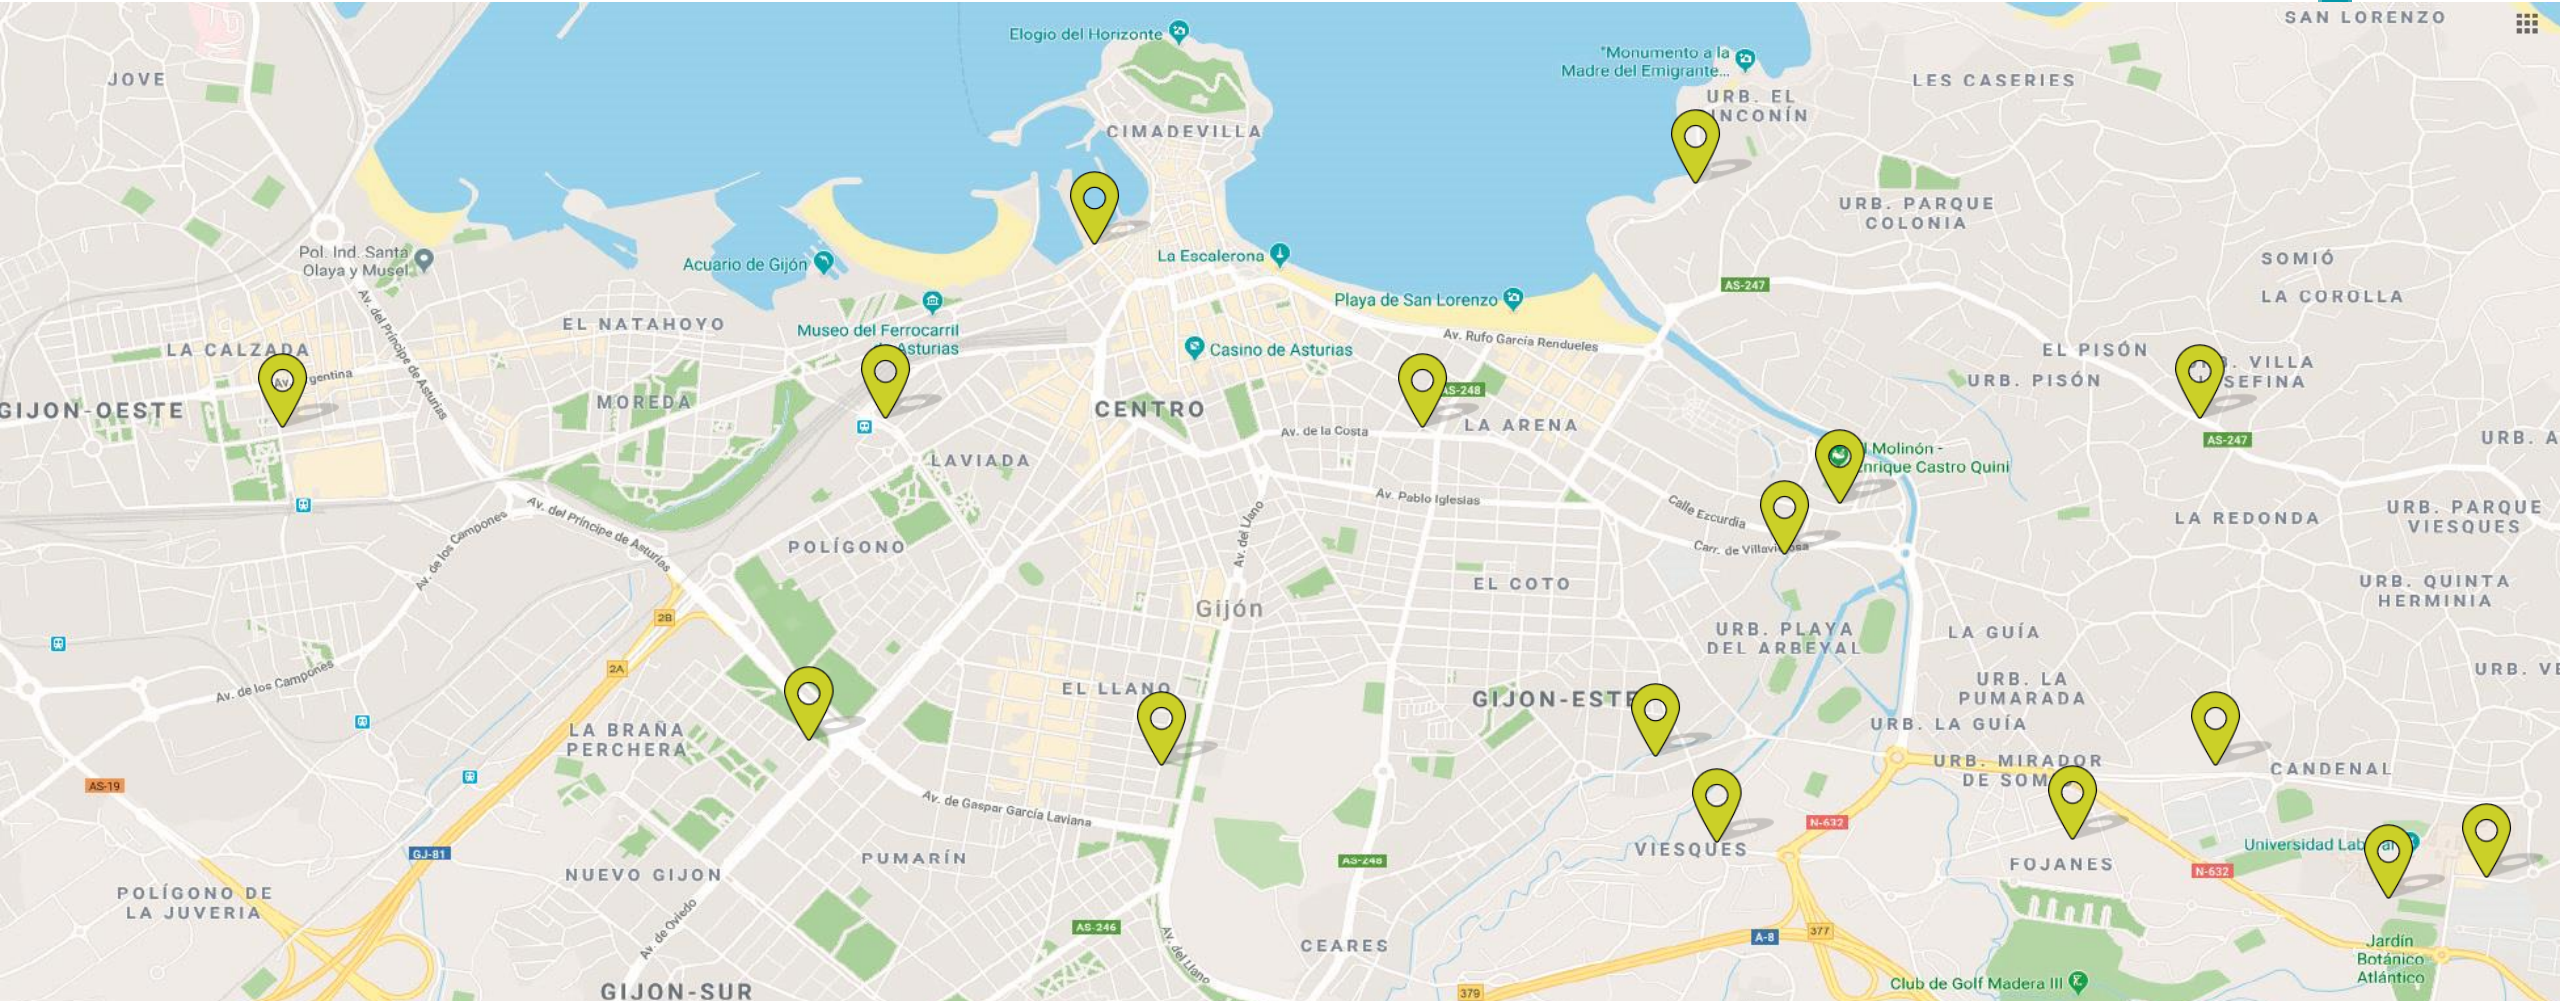 SAN LORENZO
Elogio del Horizonte
"Monumento a la
Madre del Emigrante...
JOVE
LES CASERIES
URB. EL
INCONÍN
CIMADEVILLA
URB. PARQUE
COLONIA
Pol. Ind. Santa
Olaya y Musel
Acuario de Gijón
La Escalerona
SOMIÓ
AS-247
LA COROLLA
Playa de San Lorenzo
EL NATAHOYO
Museo del Ferrocarril
de Asturias
Av. Rufo García Rendueles
LA CALZADA
Av. del Príncipe de Asturias
Casino de Asturias
EL PISÓN
VILLA
SEFINA
URB. PISÓN
Av.
gentina
AS-248
GIJON-OESTE
MOREDA
CENTRO
LA ARENA
Av. de la Costa
AS-247
URB. A
Molinón -
nrique Castro Quini
LAVIADA
Av. Pablo Iglesias
Calle Ezcurdia
URB. PARQUE
VIESQUES
LA REDONDA
Av. de los Campones
Av. del Príncipe de Asturias
Av. del Llano
POLÍGONO
Carr. de Villaviciosa
EL COTO
URB. QUINTA
HERMINIA
Gijón
2B
URB. PLAYA
DEL ARBEYAL
LA GUÍA
2A
Av. de los Campones
URB. VE
URB. LA
PUMARADA
EL LLANO
GIJON-ESTE
URB. LA GUÍA
LA BRAÑA
PERCHERA
URB. MIRADOR
DE SOM
CANDENAL
AS-19
Av. de Gaspar García Laviana
N-632
Universidad Lab
GJ-81
PUMARÍN
AS-248
VIESQUES
FOJANES
N-632
NUEVO GIJON
POLÍGONO DE
LA JUVERIA
Av. de Oviedo
AS-246
Av. del Llano
CEARES
A-8
377
Jardín
Botánico
Atlántico
Club de Golf Madera III
GIJON-SUR
379